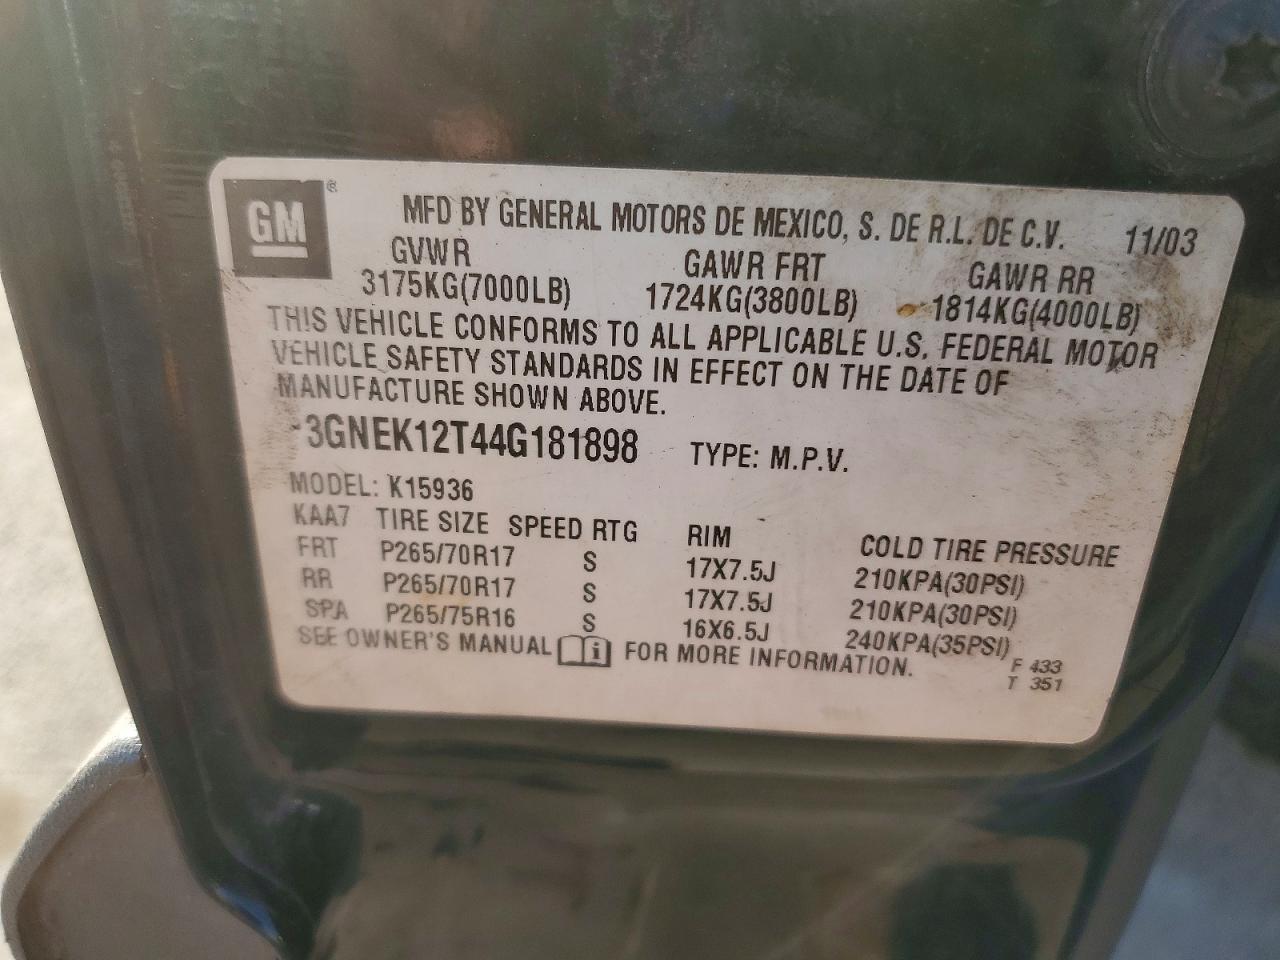 GM ®
MFD BY GENERAL MOTORS DE MEXICO, S. DE R.L. DE C.V. 11/03
GVWR GAWR FRT GAWR RR
3175KG(7000LB) 1724KG(3800LB) 1814KG(4000LB)
THIS VEHICLE CONFORMS TO ALL APPLICABLE U.S. FEDERAL MOTOR
VEHICLE SAFETY STANDARDS IN EFFECT ON THE DATE OF
MANUFACTURE SHOWN ABOVE.
3GNEK12T44G181898 TYPE: M.P.V.
MODEL: K15936
KAA7 TIRE SIZE SPEED RTG RIM COLD TIRE PRESSURE
FRT P265/70R17 S 17X7.5J 210KPA(30PSI)
RR P265/70R17 S 17X7.5J 210KPA(30PSI)
SPA P265/75R16 S 16X6.5J 240KPA(35PSI)
SEE OWNER'S MANUAL i FOR MORE INFORMATION.
F 433
T 351